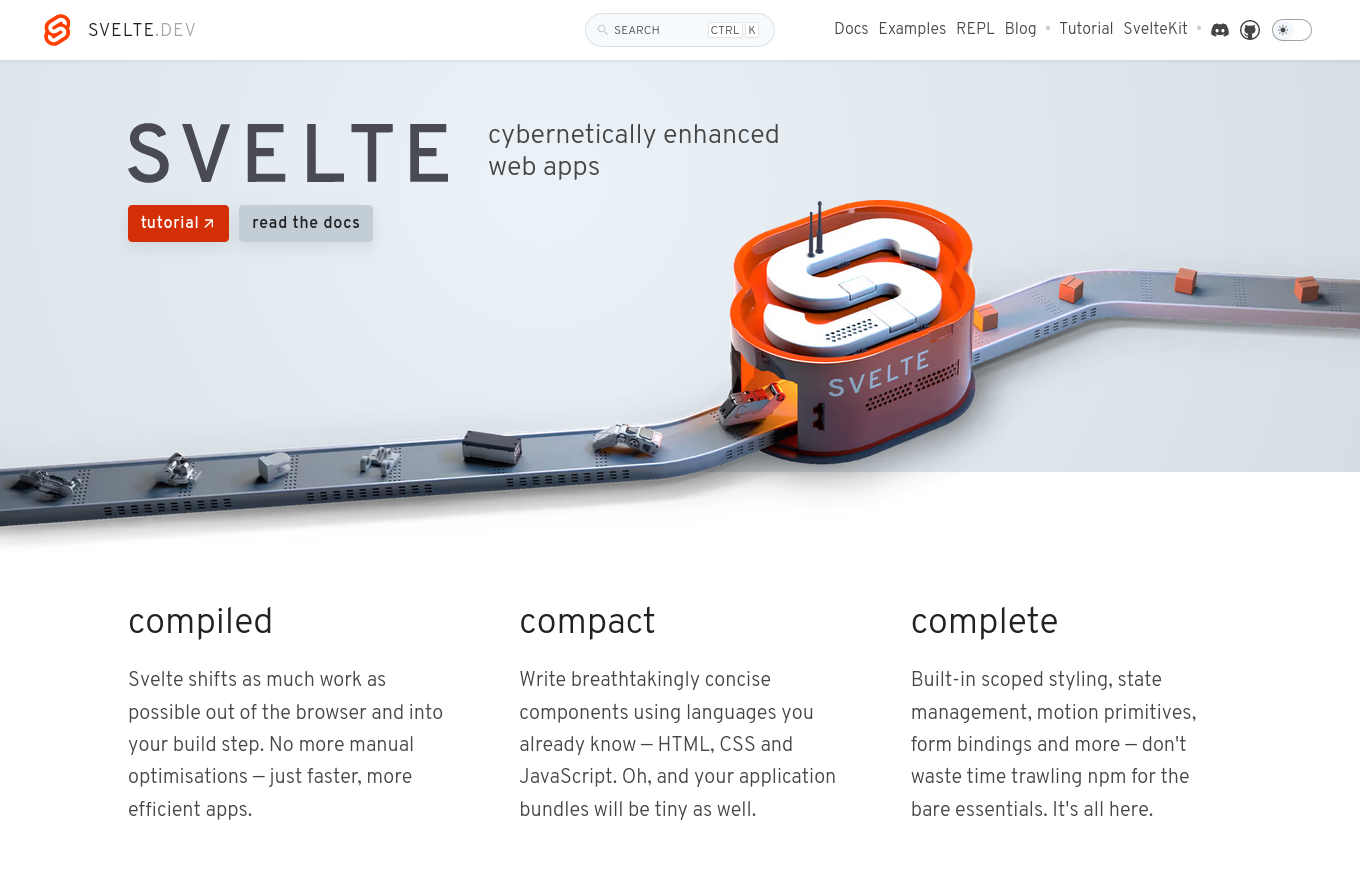 SVELTE.DEV
SEARCH CTRL K
Docs Examples REPL Blog • Tutorial SvelteKit •
SVELTE
cybernetically enhanced
web apps
tutorial ↗ read the docs
SVELTE
compiled
Svelte shifts as much work as
possible out of the browser and into
your build step. No more manual
optimisations — just faster, more
efficient apps.
compact
Write breathtakingly concise
components using languages you
already know — HTML, CSS and
JavaScript. Oh, and your application
bundles will be tiny as well.
complete
Built-in scoped styling, state
management, motion primitives,
form bindings and more — don't
waste time trawling npm for the
bare essentials. It's all here.